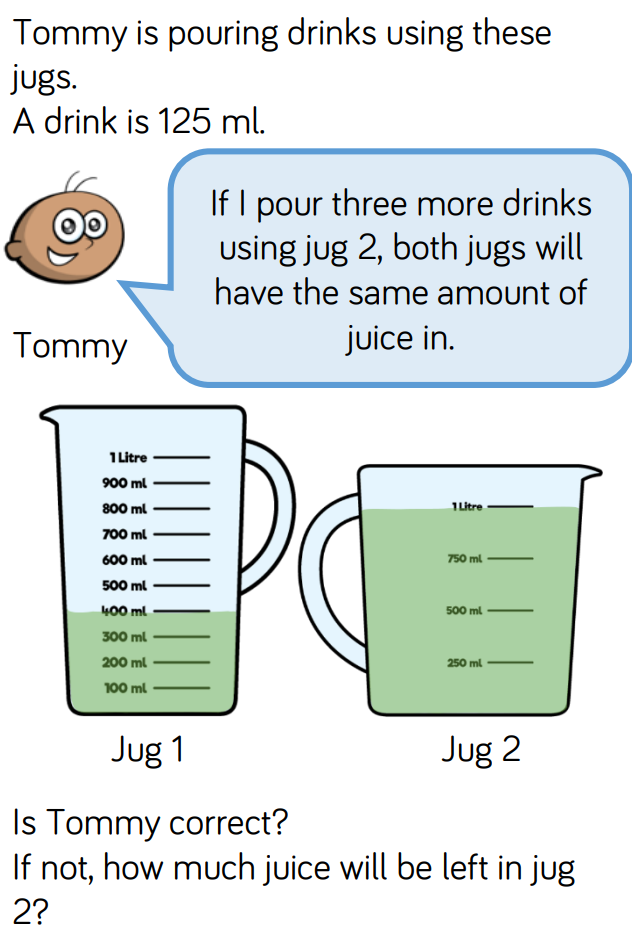 Tommy is pouring drinks using these
jugs.
A drink is 125 ml.
If I pour three more drinks
using jug 2, both jugs will
have the same amount of
juice in.
Tommy
1 Litre
900 ml
800 ml
700 ml
600 ml
500 ml
400 ml
300 ml
200 ml
100 ml
1 Litre
750 ml
500 ml
250 ml
Jug 1
Jug 2
Is Tommy correct?
If not, how much juice will be left in jug
2?